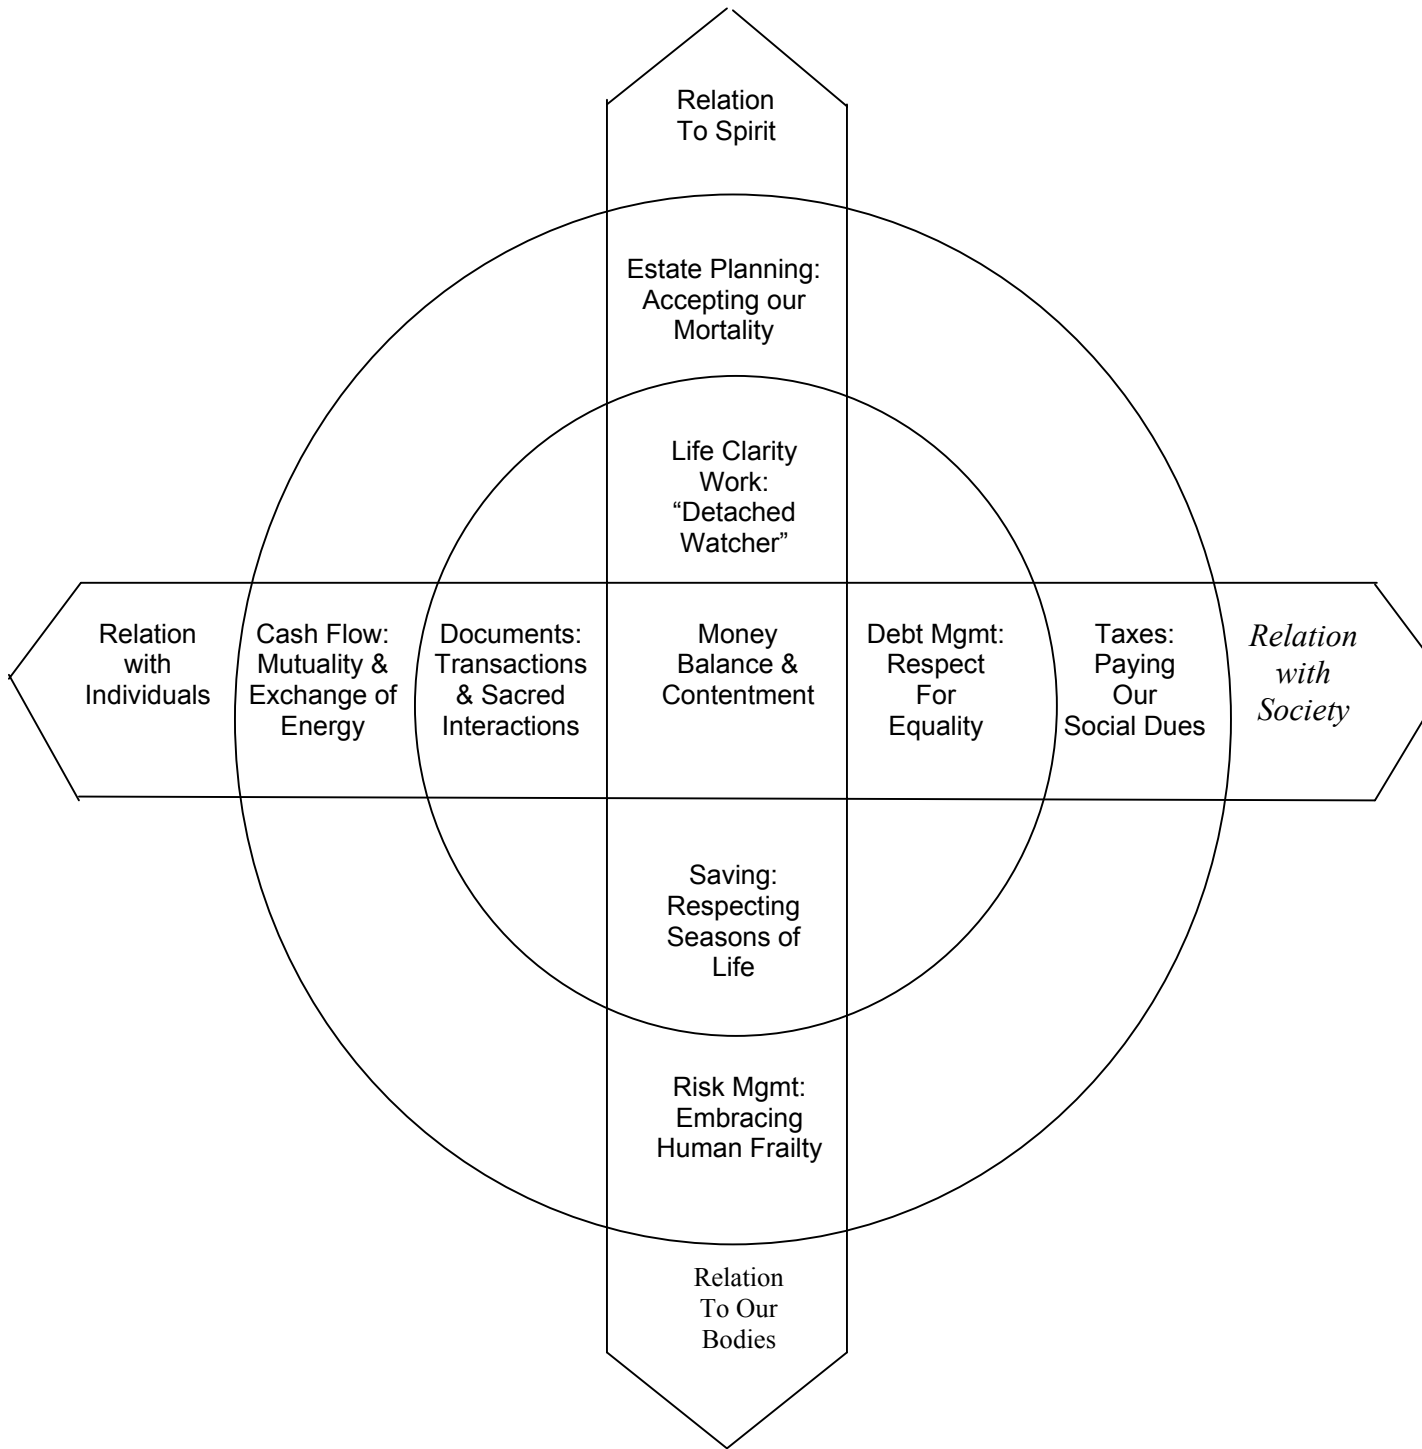 Relation
To Spirit
Estate Planning:
Accepting our
Mortality
Life Clarity
Work:
“Detached
Watcher”
Relation
with
Individuals
Cash Flow:
Mutuality &
Exchange of
Energy
Documents:
Transactions
& Sacred
Interactions
Money
Balance &
Contentment
Debt Mgmt:
Respect
For
Equality
Taxes:
Paying
Our
Social Dues
Relation
with
Society
Saving:
Respecting
Seasons of
Life
Risk Mgmt:
Embracing
Human Frailty
Relation
To Our
Bodies